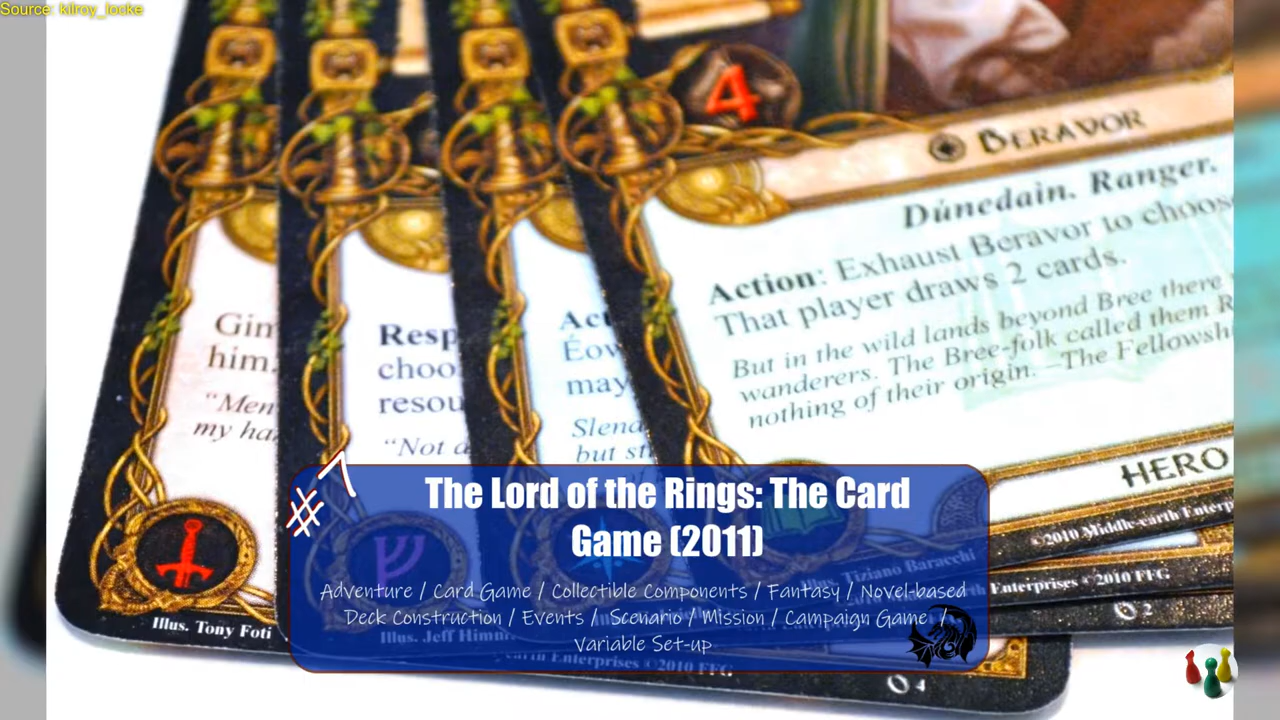 Source: kilroy_locke
4
BERAVOR
Dúnedain. Ranger.
Action: Exhaust Beravor to choos
That player draws 2 cards.
But in the wild lands beyond Bree there
wanderers. The Bree-folk called them R
nothing of their origin. –The Fellowsh
HERO
©2010 Middle-earth Enterp
Gim
him.
"Men
my ha
Resp
choo
resou
"Not a
Act
Éow
may
Slend
but st
#7
The Lord of the Rings: The Card
Game (2011)
Adventure / Card Game / Collectible Components / Fantasy / Novel-based
Deck Construction / Events / Scenario / Mission / Campaign Game /
Variable Set-up
Illus. Tiziano Baracchi
Enterprises ©2010 FFG
2
Illus. Tony Foti
Illus. Jeff Himm
earth Enterprises ©2010 FFG
4